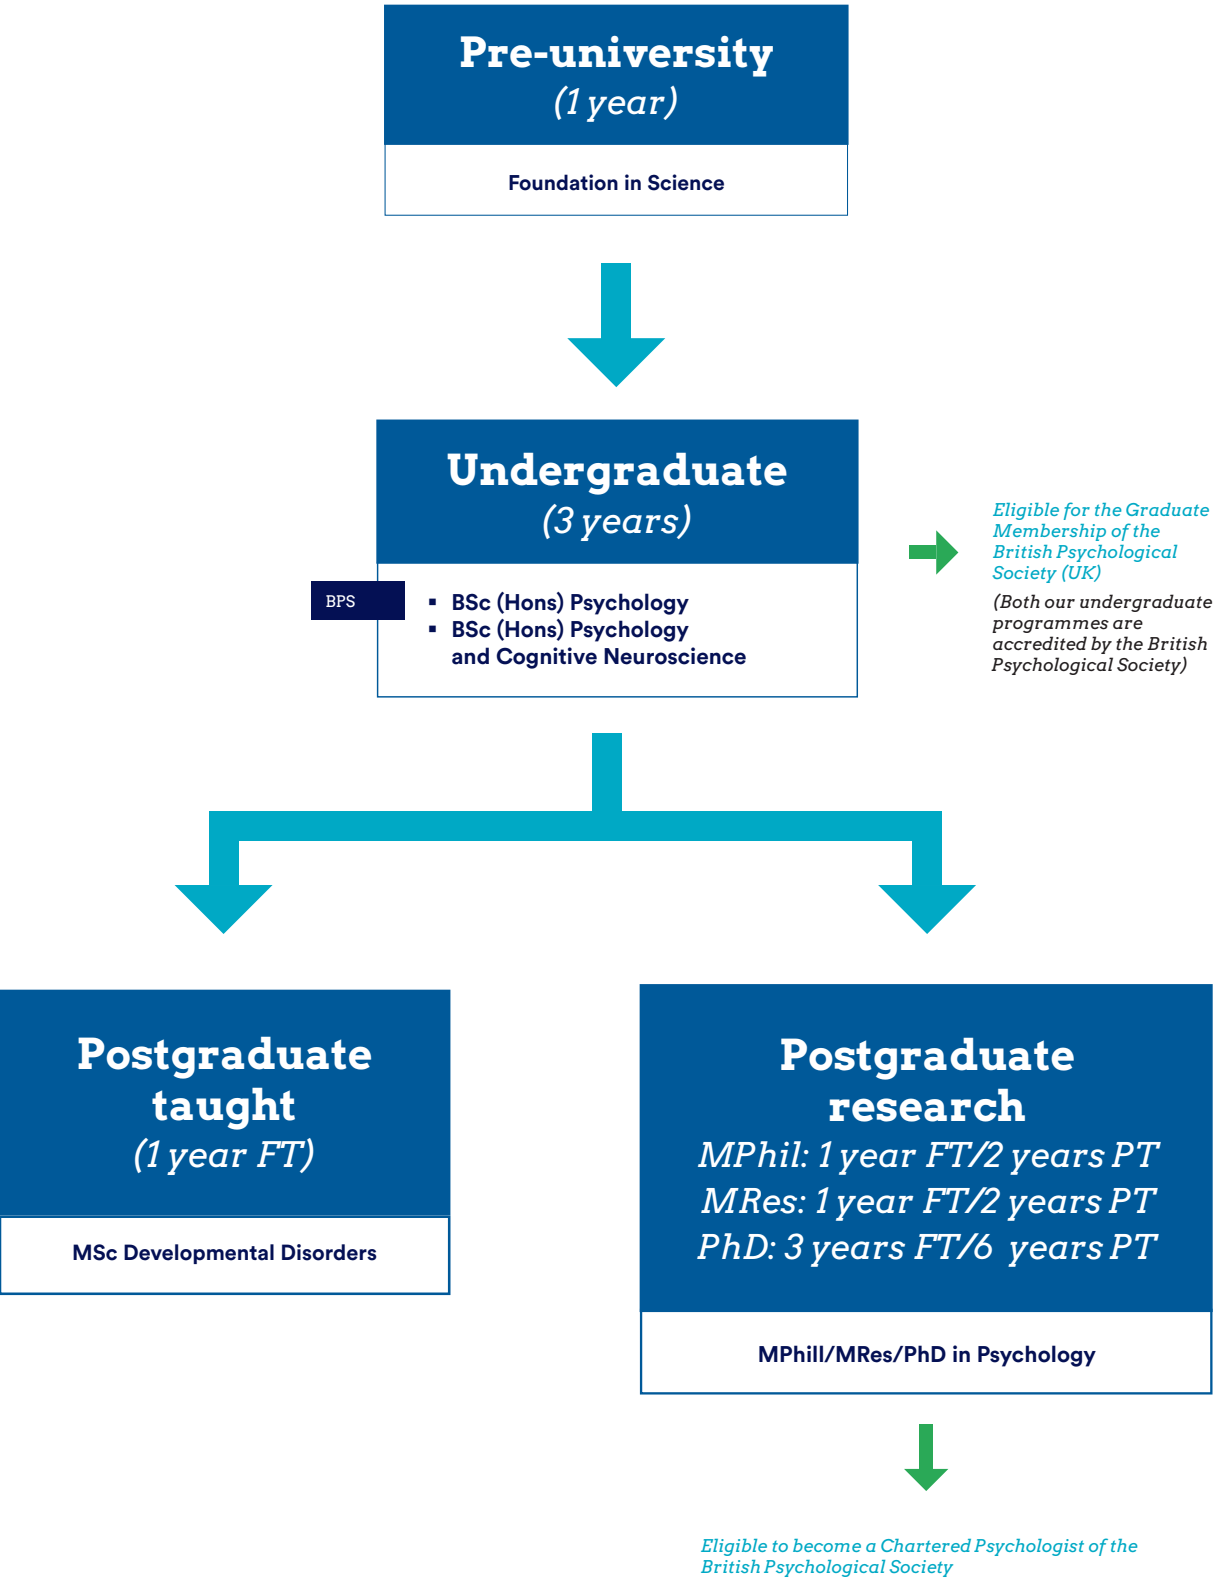 Pre-university
(1 year)
Foundation in Science
Undergraduate
(3 years)
BPS
▪ BSc (Hons) Psychology
▪ BSc (Hons) Psychology
and Cognitive Neuroscience
Eligible for the Graduate
Membership of the
British Psychological
Society (UK)
(Both our undergraduate
programmes are
accredited by the British
Psychological Society)
Postgraduate
taught
(1 year FT)
MSc Developmental Disorders
Postgraduate
research
MPhil: 1 year FT/2 years PT
MRes: 1 year FT/2 years PT
PhD: 3 years FT/6 years PT
MPhill/MRes/PhD in Psychology
Eligible to become a Chartered Psychologist of the
British Psychological Society